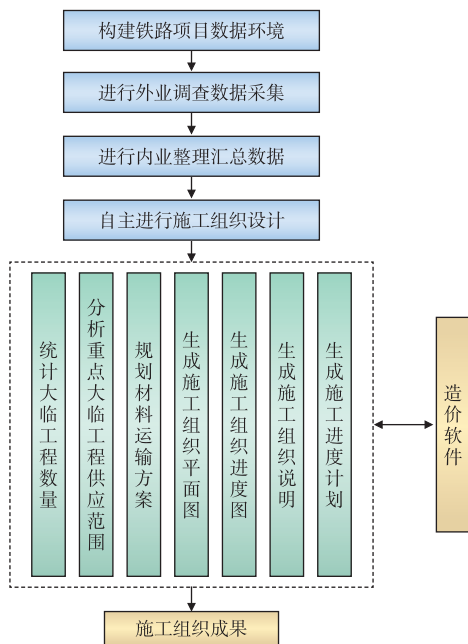 构建铁路项目数据环境
进行外业调查数据采集
进行内业整理汇总数据
自主进行施工组织设计
统计大临工程数量
分析重点大临工程供应范围
规划材料运输方案
生成施工组织平面图
生成施工组织进度图
生成施工组织说明
生成施工进度计划
造价软件
施工组织成果